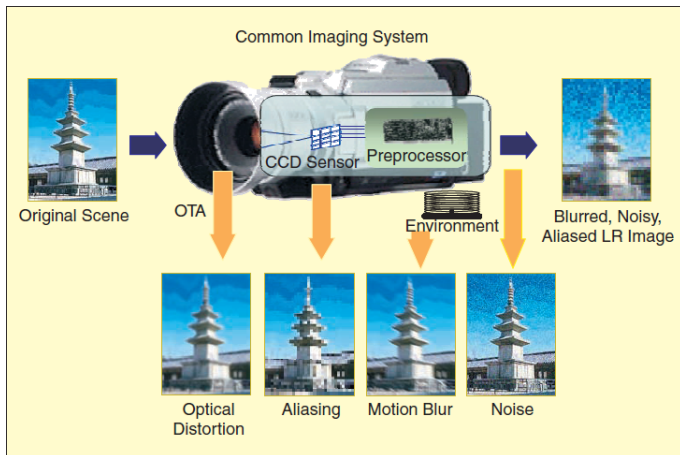 Common Imaging System
CCD Sensor
Preprocessor
Original Scene
OTA
Environment
Blurred, Noisy,
Aliased LR Image
Optical
Distortion
Aliasing
Motion Blur
Noise